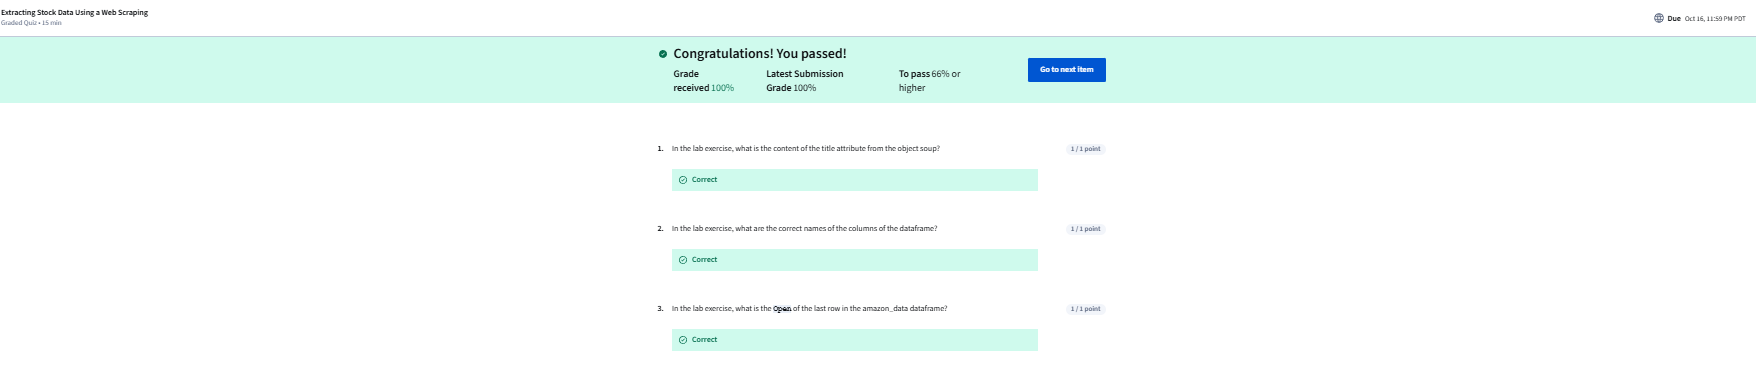 Extracting Stock Data Using a Web Scraping
Graded Quiz • 15 min
Due Oct 16, 11:59 PM PDT
Congratulations! You passed!
Grade received 100%
Latest Submission Grade 100%
To pass 66% or higher
Go to next item
1. In the lab exercise, what is the content of the title attribute from the object soup?
1 / 1 point
Correct
2. In the lab exercise, what are the correct names of the columns of the dataframe?
1 / 1 point
Correct
3. In the lab exercise, what is the Open of the last row in the amazon_data dataframe?
1 / 1 point
Correct